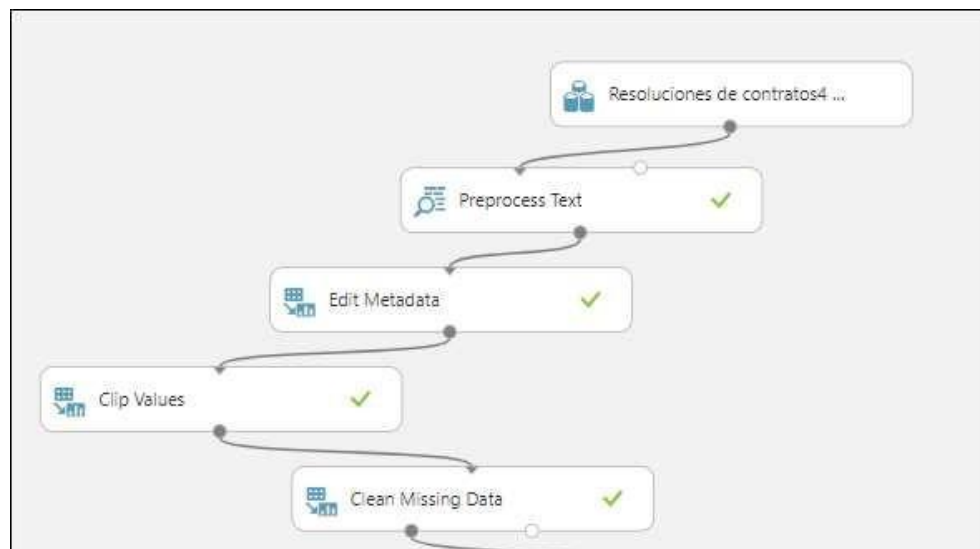 Resoluciones de contratos4 ...
Preprocess Text
Edit Metadata
Clip Values
Clean Missing Data